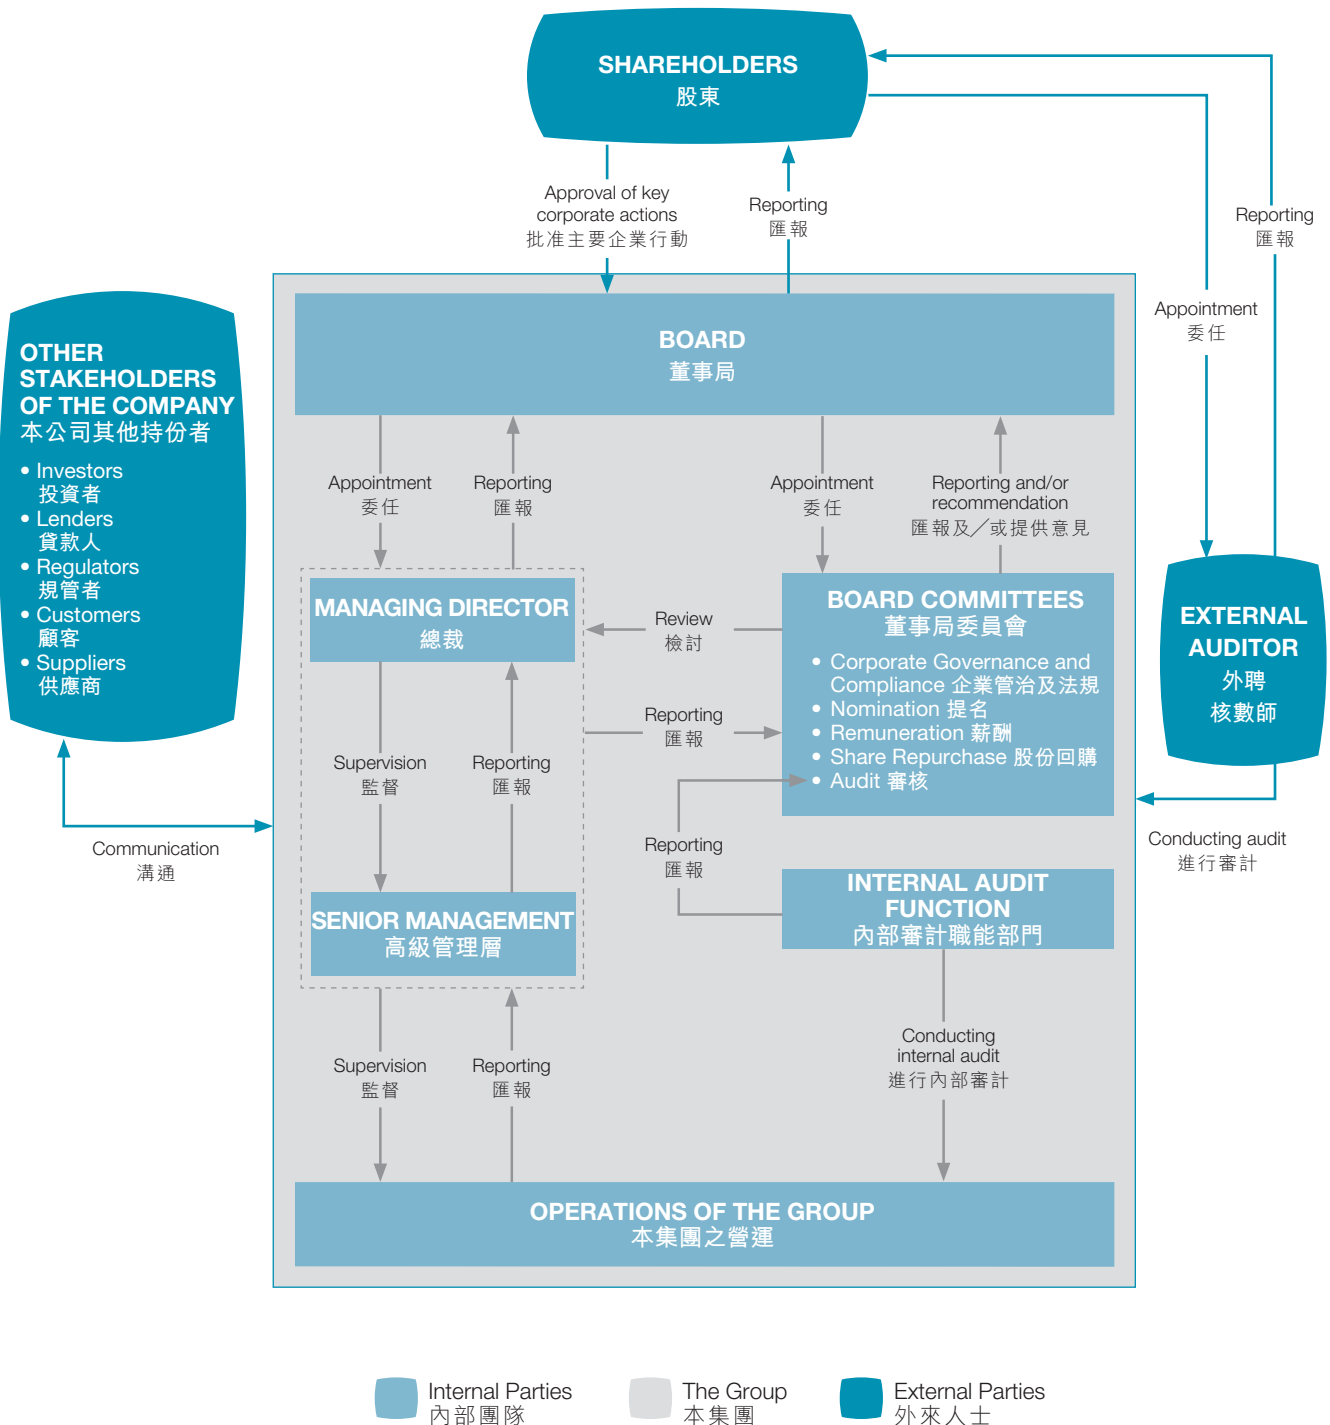 SHAREHOLDERS
股東
Approval of key
corporate actions
批准主要企業行動
Reporting
匯報
Reporting
匯報
Appointment
委任
BOARD
董事局
OTHER
STAKEHOLDERS
OF THE COMPANY
本公司其他持份者
• Investors
投資者
• Lenders
貸款人
• Regulators
規管者
• Customers
顧客
• Suppliers
供應商
Appointment
委任
Reporting
匯報
Appointment
委任
Reporting and/or
recommendation
匯報及／或提供意見
MANAGING DIRECTOR
總裁
Review
檢討
BOARD COMMITTEES
董事局委員會
• Corporate Governance and
Compliance 企業管治及法規
• Nomination 提名
• Remuneration 薪酬
• Share Repurchase 股份回購
• Audit 審核
EXTERNAL
AUDITOR
外聘
核數師
Reporting
匯報
Supervision
監督
Reporting
匯報
Communication
溝通
Reporting
匯報
Conducting audit
進行審計
SENIOR MANAGEMENT
高級管理層
INTERNAL AUDIT
FUNCTION
內部審計職能部門
Supervision
監督
Reporting
匯報
Conducting
internal audit
進行內部審計
OPERATIONS OF THE GROUP
本集團之營運
Internal Parties
內部團隊
The Group
本集團
External Parties
外來人士